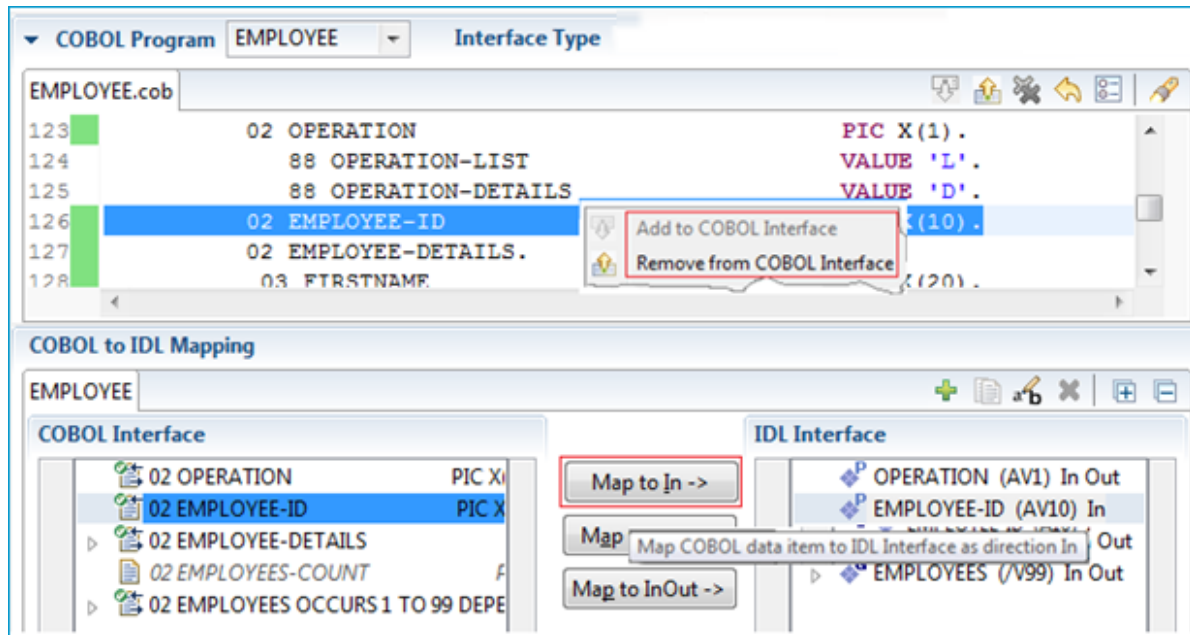 COBOL Program EMPLOYEE Interface Type
EMPLOYEE.cob
123 02 OPERATION PIC X(1).
124 88 OPERATION-LIST VALUE 'L'.
125 88 OPERATION-DETAILS VALUE 'D'.
126 02 EMPLOYEE-ID (10).
127 02 EMPLOYEE-DETAILS.
128 03 FIRSTNAME X(20).
Add to COBOL Interface
Remove from COBOL Interface
COBOL to IDL Mapping
EMPLOYEE
COBOL Interface IDL Interface
02 OPERATION PIC X( Map to In -> OPERATION (AV1) In Out
02 EMPLOYEE-ID PIC X EMPLOYEE-ID (AV10) In
02 EMPLOYEE-DETAILS Map Out
Map COBOL data item to IDL Interface as direction In
02 EMPLOYEES-COUNT Map to InOut -> EMPLOYEES (/V99) In Out
02 EMPLOYEES OCCURS 1 TO 99 DEPE